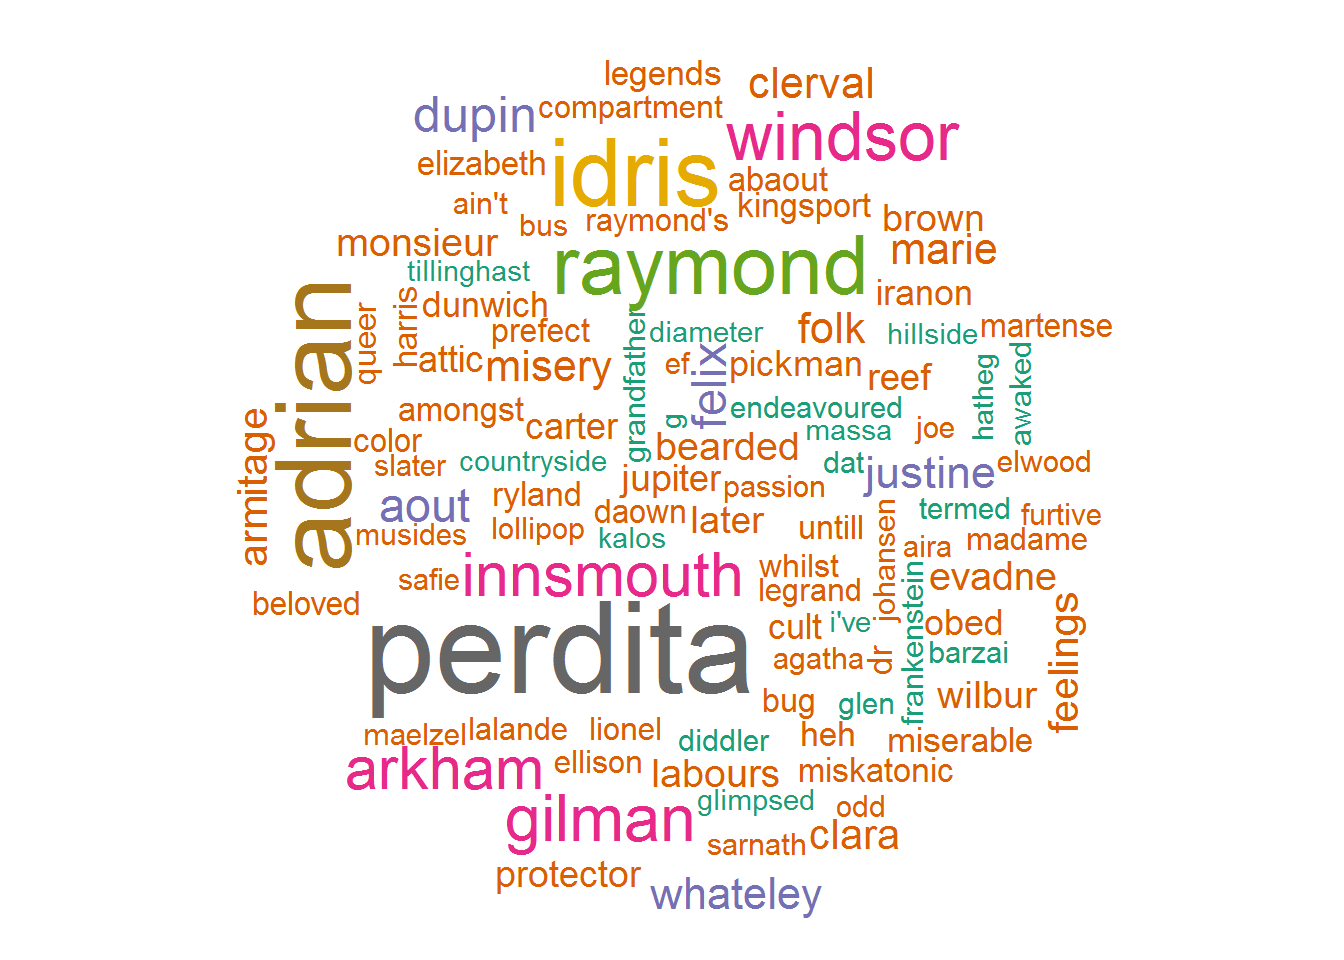 legends
clerval
compartment
dupin
windsor
idris
elizabeth
abaout
ain't
kingsport
raymond's
bus
brown
monsieur
marie
raymond
tillinghast
iranon
dunwich
adrian
queer
harris
prefect
grandfather
diameter
folk
hillside
martense
attic
misery
ef
felix
pickman
reef
hatheg
awaked
amongst
g
endeavoured
carter
massa
joe
armitage
color
bearded
slater
countryside
dat
justine
elwood
jupiter
passion
aout
ryland
daown
later
termed
furtive
musides
lollipop
kalos
untill
johansen
aira
madame
safie
innsmouth
whilst
legrand
evadne
beloved
perdita
cult
i've
frankenstein
obed
feelings
agatha
dr
barzai
bug
glen
wilbur
maelzel
lalande
lionel
diddler
heh
miserable
arkham
ellison
labours
miskatonic
gilman
glimpsed
odd
sarnath
clara
protector
whateley